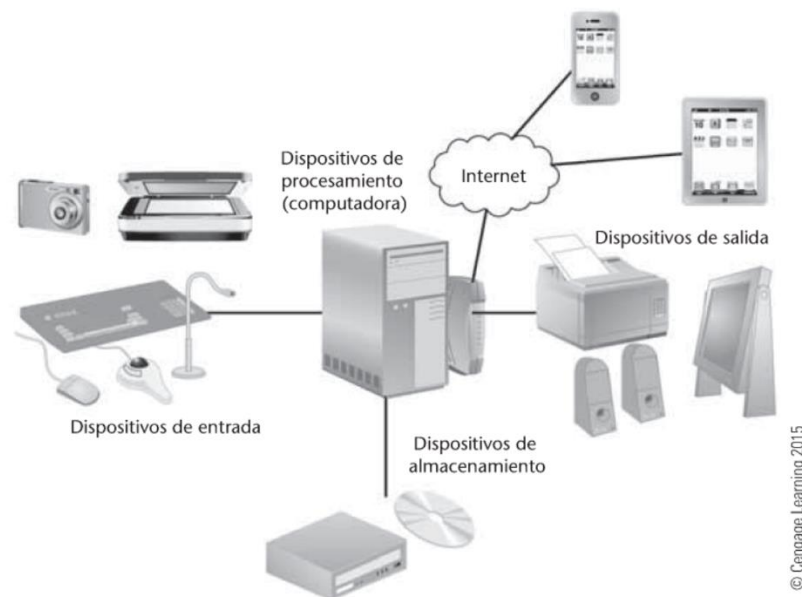 Dispositivos de
procesamiento
(computadora)
Internet
Dispositivos de salida
Dispositivos de entrada
Dispositivos de
almacenamiento
© Cengage Learning 2015